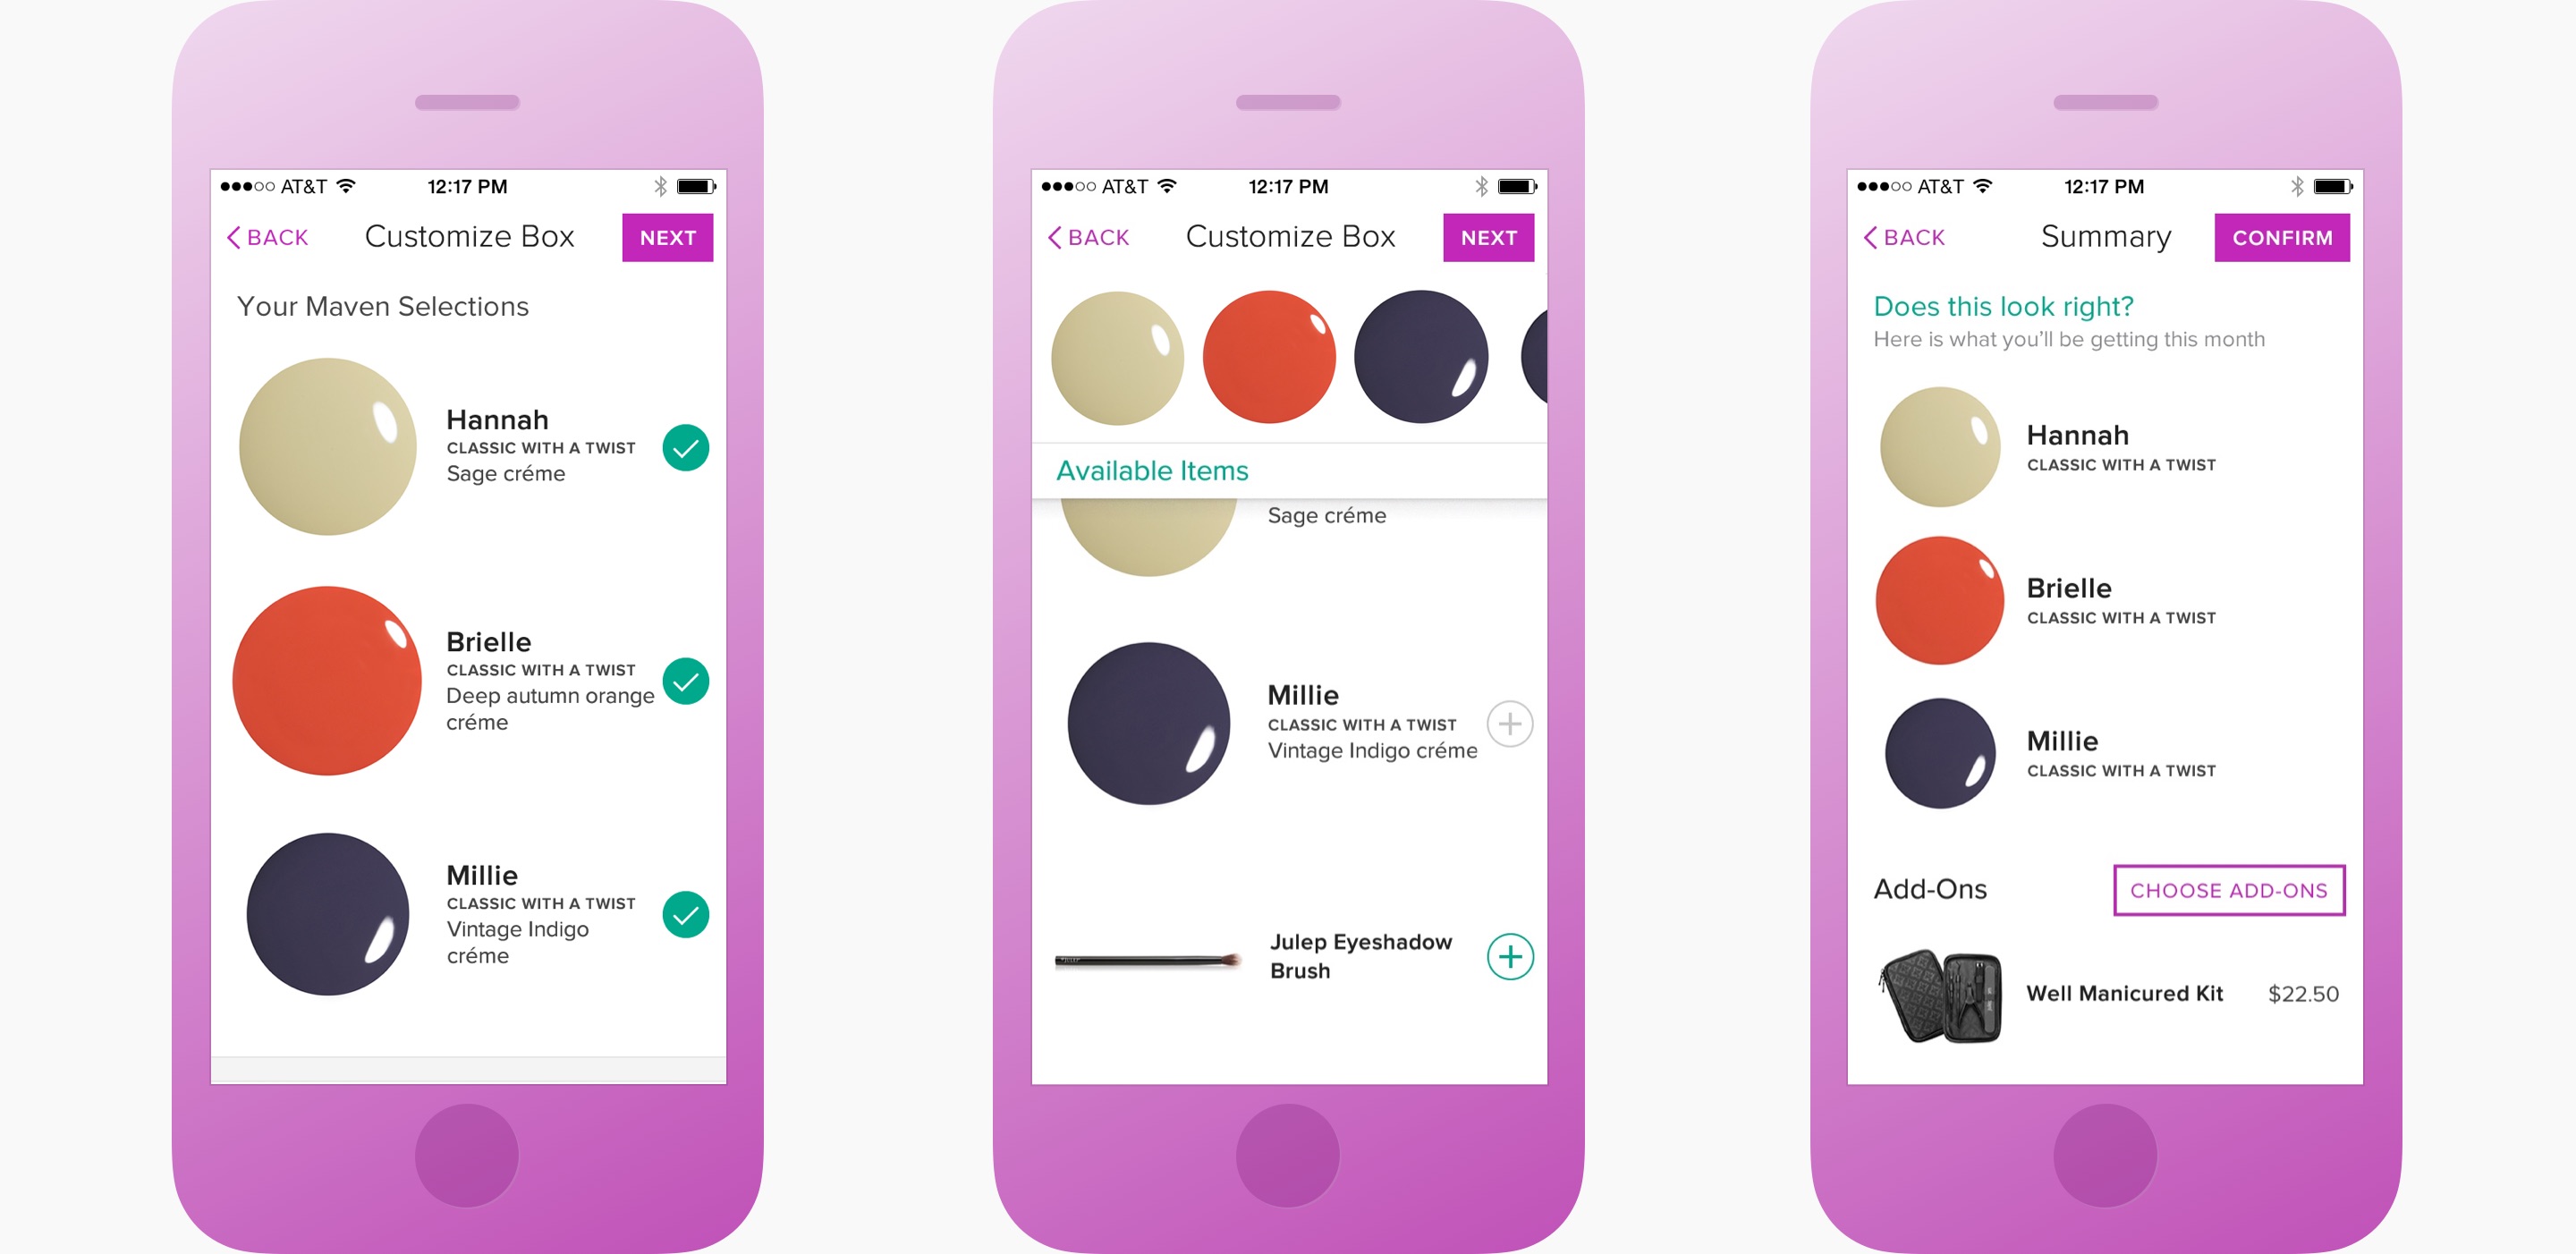 AT&T 12:17 PM
BACK Customize Box NEXT
Your Maven Selections
Hannah
CLASSIC WITH A TWIST
Sage créme
Brielle
CLASSIC WITH A TWIST
Deep autumn orange
créme
Millie
CLASSIC WITH A TWIST
Vintage Indigo
créme
AT&T 12:17 PM
BACK Customize Box NEXT
Available Items
Sage créme
Millie
CLASSIC WITH A TWIST
Vintage Indigo créme
Julep Eyeshadow
Brush
AT&T 12:17 PM
BACK Summary CONFIRM
Does this look right?
Here is what you’ll be getting this month
Hannah
CLASSIC WITH A TWIST
Brielle
CLASSIC WITH A TWIST
Millie
CLASSIC WITH A TWIST
Add-Ons CHOOSE ADD-ONS
Well Manicured Kit $22.50